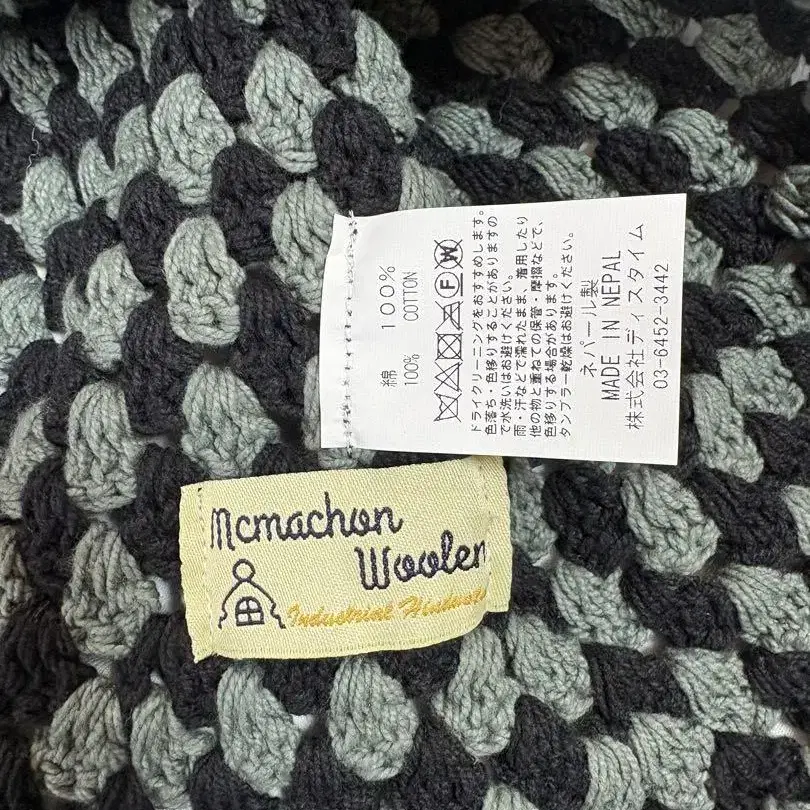 綿 100%
100% COTTON
ドライクリーニングをおすすめします。
色落ち・色移りすることがありますの
で水洗いはお避けください。
雨・汗などで濡れたまま、着用したり
他の物と重ねての保管・摩擦などで、
色移りする場合があります。
タンブラー乾燥はお避けください。
ネパール製
MADE IN NEPAL
株式会社ディスタイム
03-6452-3442
Mcmachon
Woolen
Industrial